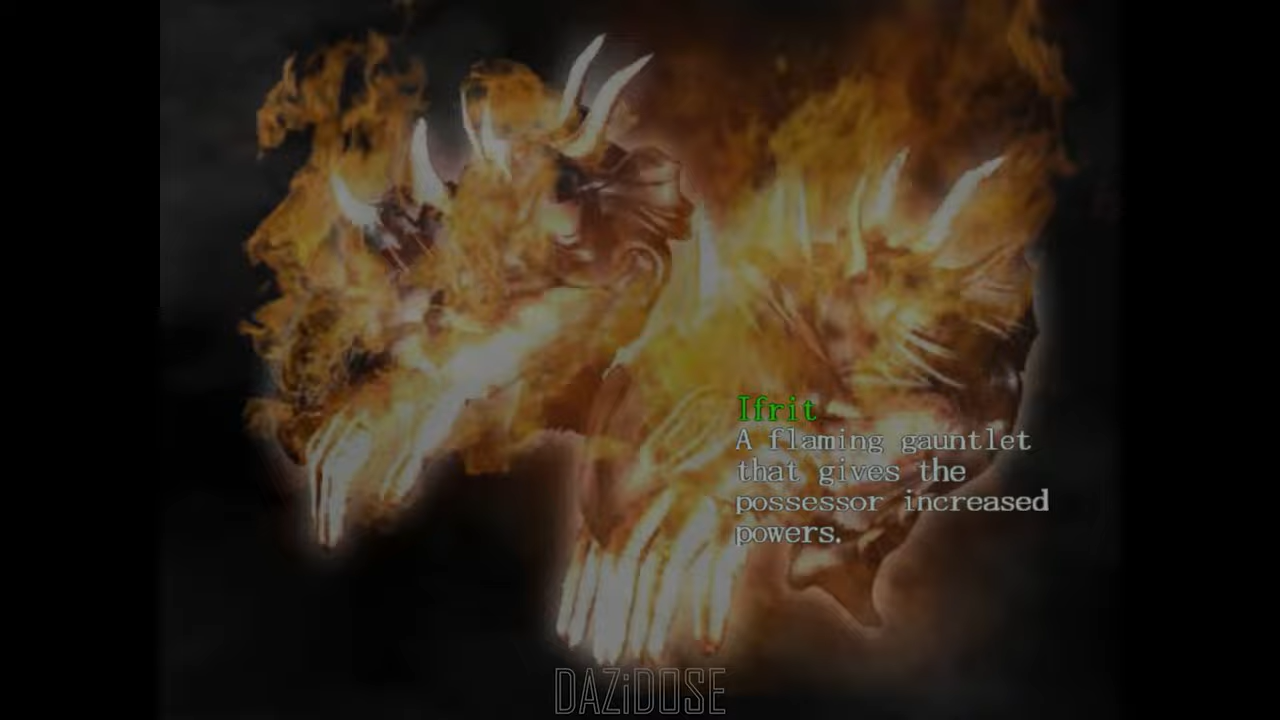 Ifrit
A flaming gauntlet
that gives the
possessor increased
powers.
DAZiDOSE